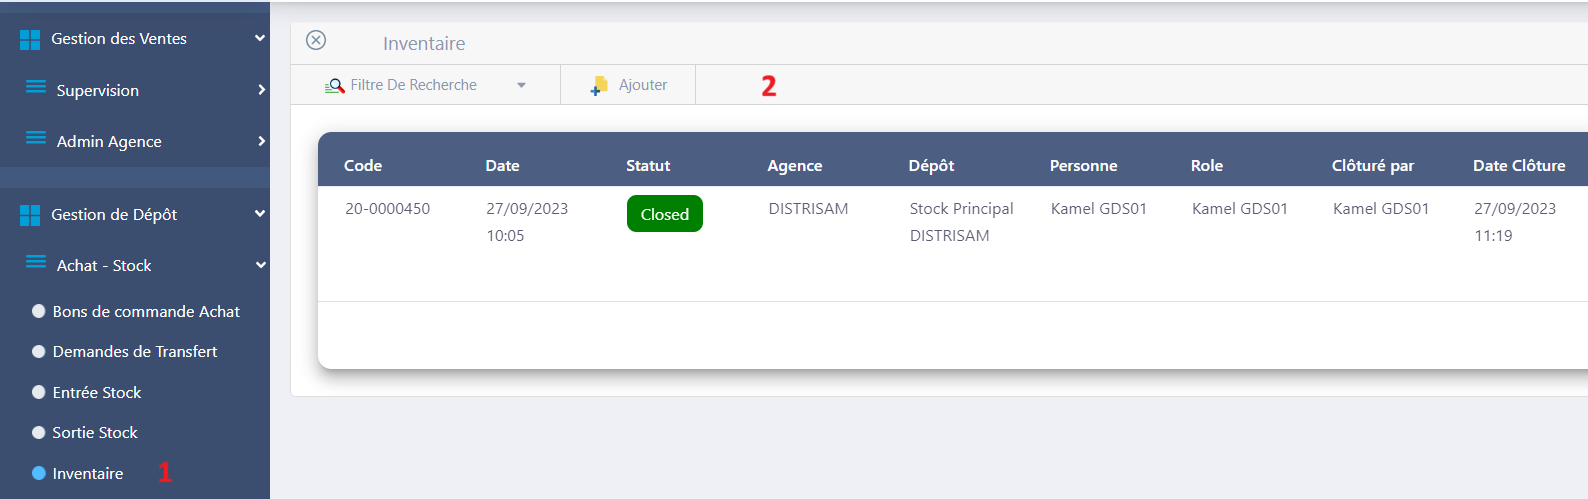 Gestion des Ventes
Supervision
Admin Agence
Gestion de Dépôt
Achat - Stock
Bons de commande Achat
Demandes de Transfert
Entrée Stock
Sortie Stock
Inventaire 1
Inventaire
Filtre De Recherche Ajouter 2
Code Date Statut Agence Dépôt Personne Role Clôturé par Date Clôture
20-0000450 27/09/2023 Closed DISTRISAM Stock Principal Kamel GDS01 Kamel GDS01 Kamel GDS01 27/09/2023
10:05 DISTRISAM 11:19